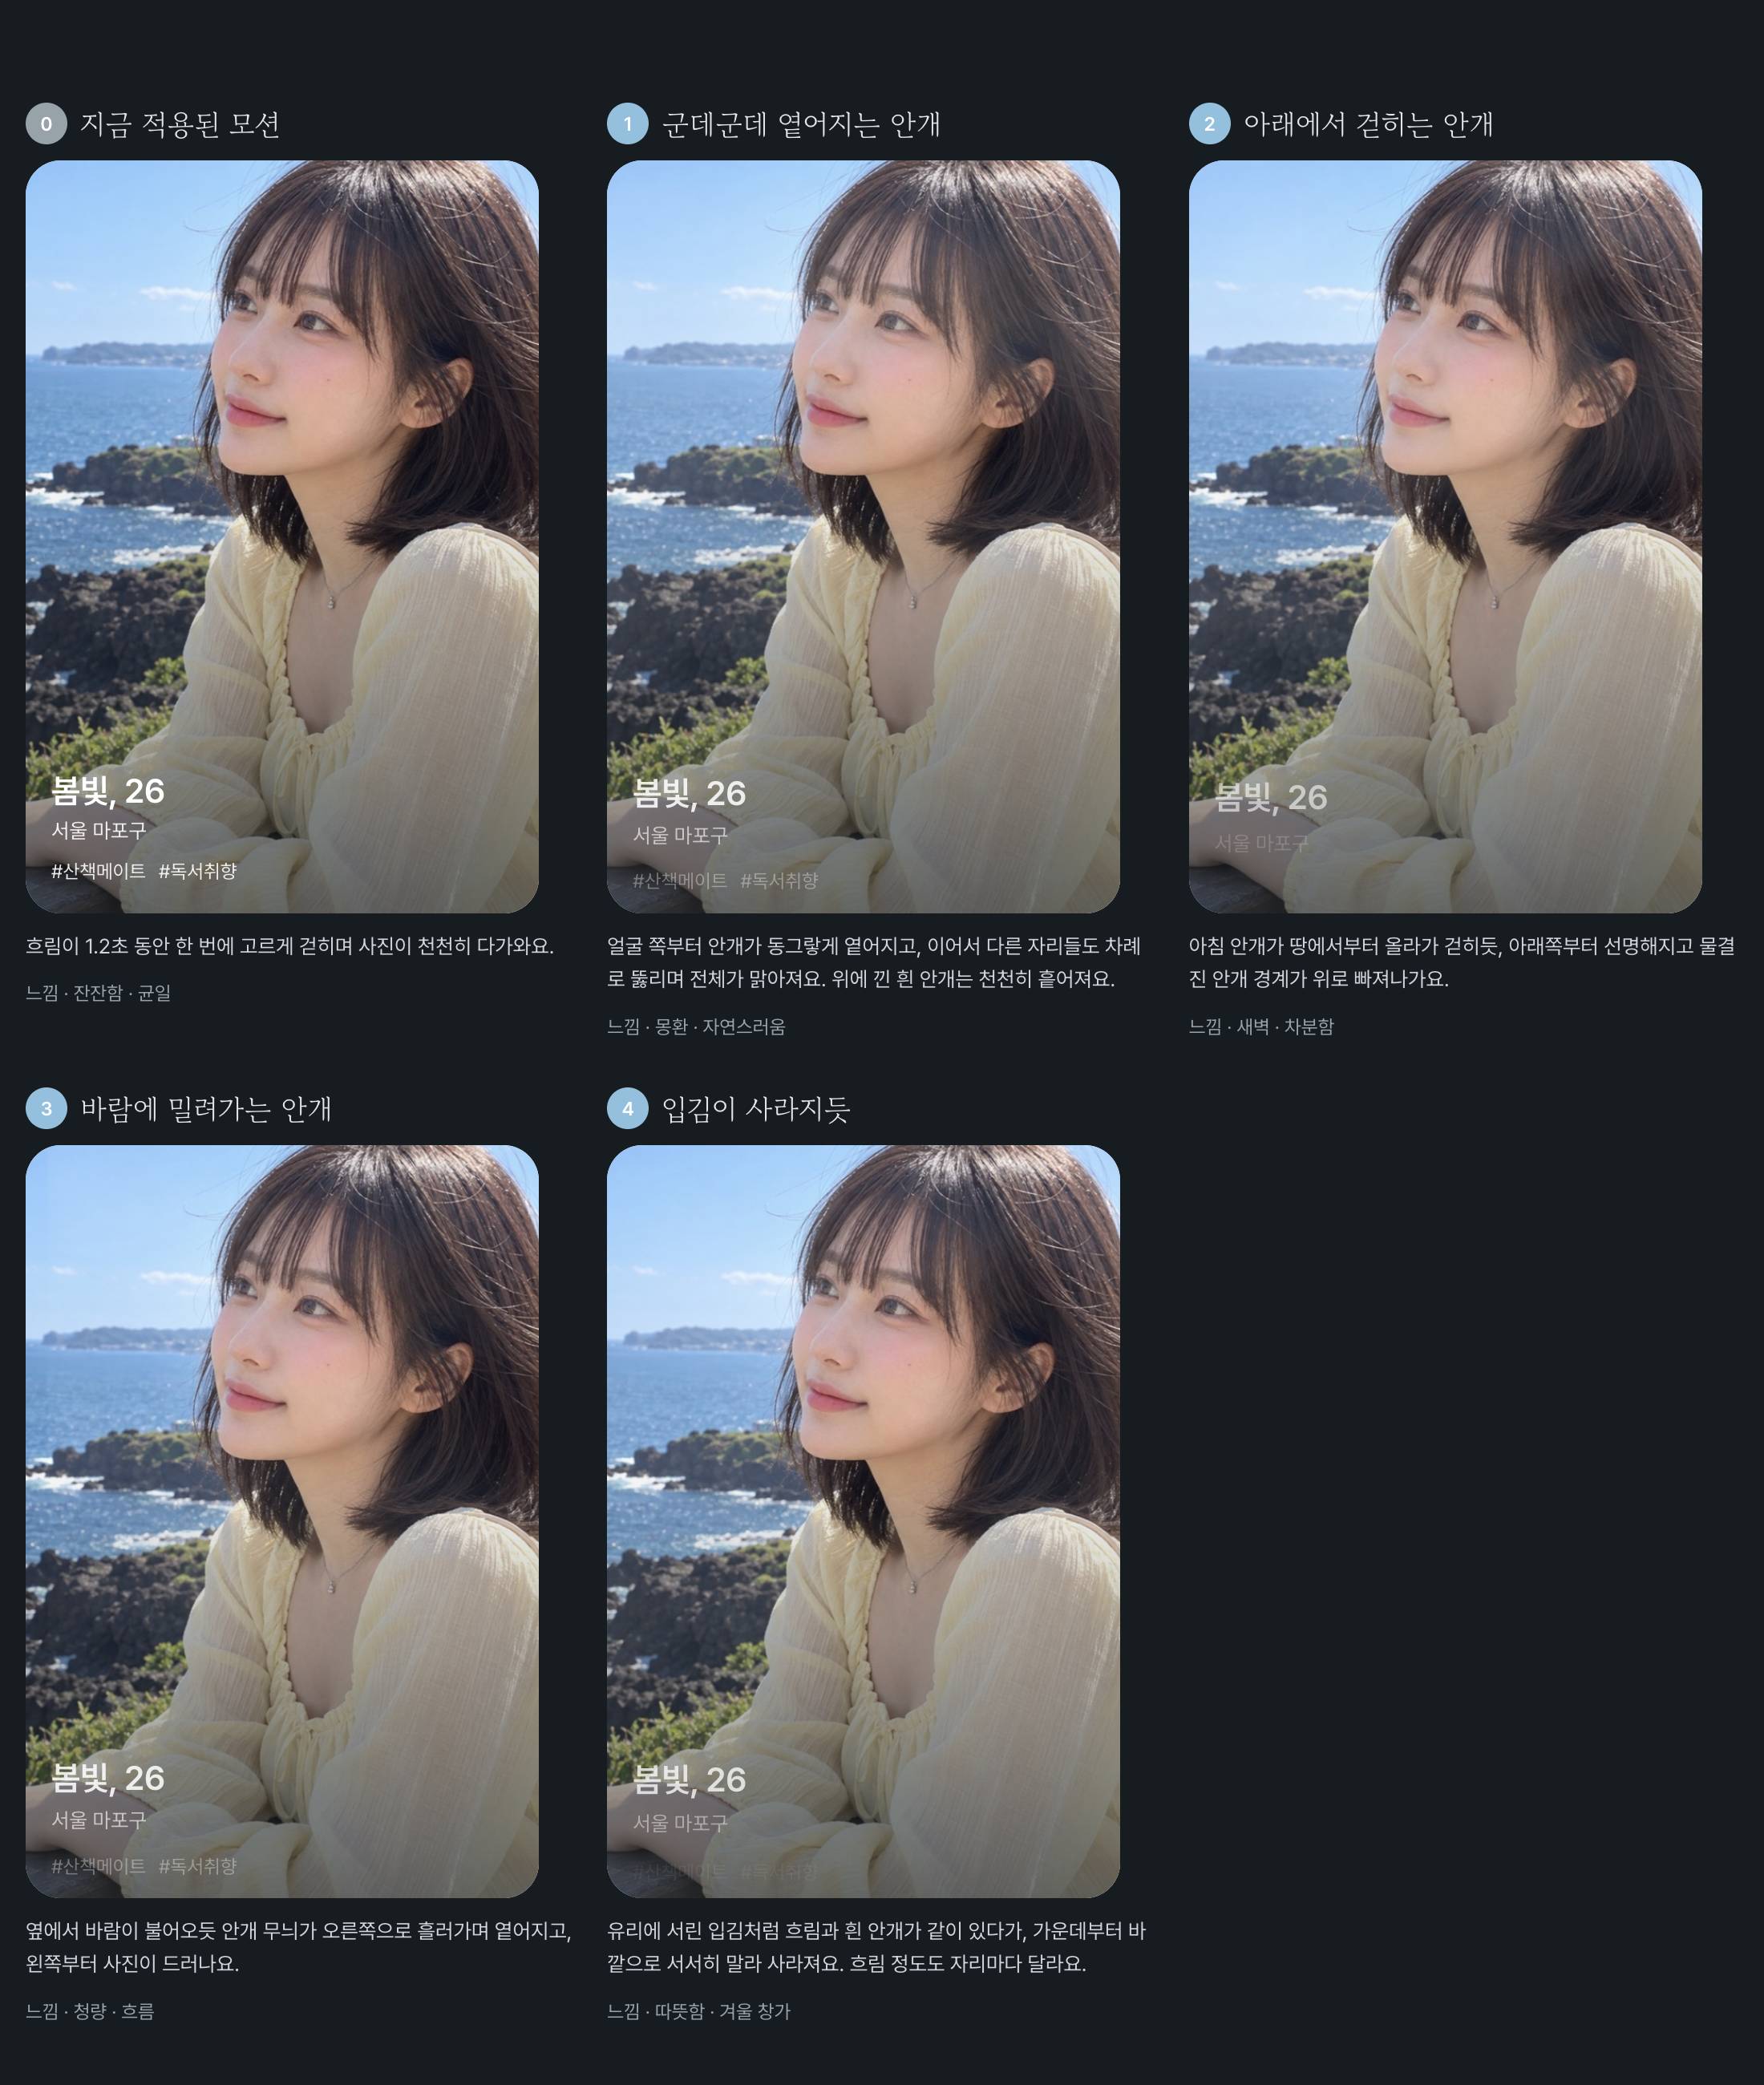 0 지금 적용된 모션
봄빛, 26
서울 마포구
#산책메이트 #독서취향
흐림이 1.2초 동안 한 번에 고르게 걷히며 사진이 천천히 다가와요.
느낌 · 잔잔함 · 균일
1 군데군데 옅어지는 안개
봄빛, 26
서울 마포구
#산책메이트 #독서취향
얼굴 쪽부터 안개가 동그랗게 옅어지고, 이어서 다른 자리들도 차례
로 뚫리며 전체가 맑아져요. 위에 낀 흰 안개는 천천히 흩어져요.
느낌 · 몽환 · 자연스러움
2 아래에서 걷히는 안개
봄빛, 26
서울 마포구
아침 안개가 땅에서부터 올라가 걷히듯, 아래쪽부터 선명해지고 물결
진 안개 경계가 위로 빠져나가요.
느낌 · 새벽 · 차분함
3 바람에 밀려가는 안개
봄빛, 26
서울 마포구
#산책메이트 #독서취향
옆에서 바람이 불어오듯 안개 무늬가 오른쪽으로 흘러가며 옅어지고,
왼쪽부터 사진이 드러나요.
느낌 · 청량 · 흐름
4 입김이 사라지듯
봄빛, 26
서울 마포구
#산책메이트 #독서취향
유리에 서린 입김처럼 흐림과 흰 안개가 같이 있다가, 가운데부터 바
깥으로 서서히 말라 사라져요. 흐림 정도도 자리마다 달라요.
느낌 · 따뜻함 · 겨울 창가